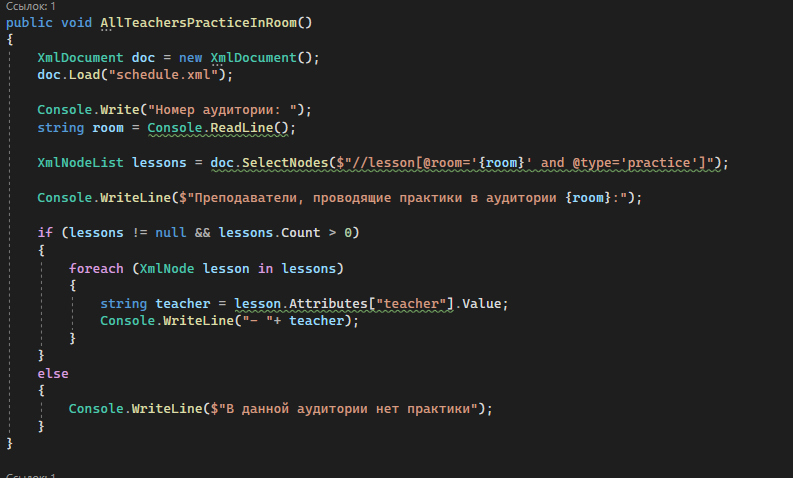 Ссылок: 1
public void AllTeachersPracticeInRoom()
{
XmlDocument doc = new XmlDocument();
doc.Load("schedule.xml");
Console.Write("Номер аудитории: ");
string room = Console.ReadLine();
XmlNodeList lessons = doc.SelectNodes($"//lesson[@room='{room}' and @type='practice']");
Console.WriteLine($"Преподаватели, проводящие практики в аудитории {room}:");
if (lessons != null && lessons.Count > 0)
{
foreach (XmlNode lesson in lessons)
{
string teacher = lesson.Attributes["teacher"].Value;
Console.WriteLine("- "+ teacher);
}
}
else
{
Console.WriteLine($"В данной аудитории нет практики");
}
}
Ссылок: 1